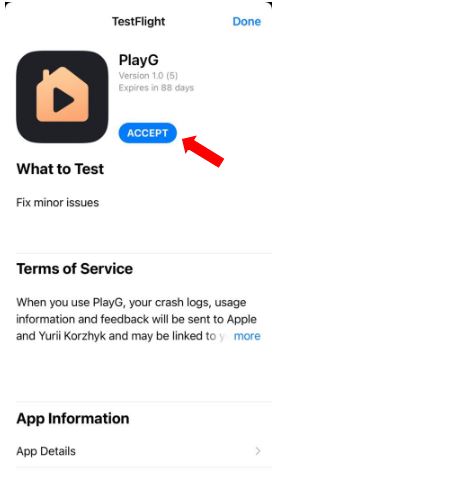 TestFlight
Done
PlayG
Version 1.0 (5)
Expires in 88 days
ACCEPT
What to Test
Fix minor issues
Terms of Service
When you use PlayG, your crash logs, usage
information and feedback will be sent to Apple
and Yurii Korzhyk and may be linked to y more
App Information
App Details